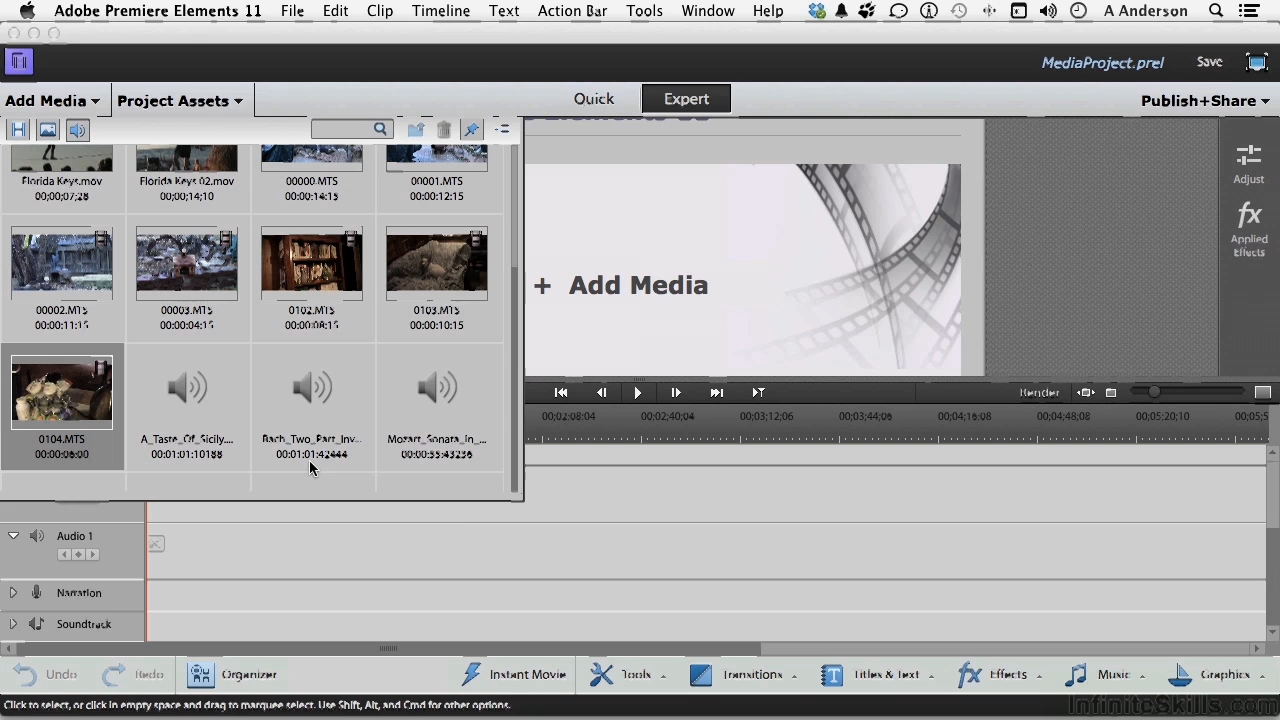 Adobe Premiere Elements 11 File Edit Clip Timeline Text Action Bar Tools Window Help A Anderson
MediaProject.prel Save
Add Media Project Assets Quick Expert Publish+Share
Florida Keys.mov Florida Keys 02.mov 00000.MTS 00001.MTS
00;00;07;28 00;00;14;10 00:00:14:15 00:00:12:15
Adjust
Applied
Effects
+ Add Media
00002.MTS 00003.MTS 0102.MTS 0103.MTS
00:00:11:15 00:00:04:15 00:00:08:15 00:00:10:15
0104.MTS A_Taste_Of_Sicily.... Bach_Two_Part_Inv... Mozart_Sonata_In_...
00:00:06:00 00:01:01:10188 00:01:01:42444 00:00:55:43236
Render
00:02:08:04 00:02:40:04 00:03:12:06 00:03:44:06 00:04:16:08 00:04:48:08 00:05:20:10 00:05:5
Audio 1
Narration
Soundtrack
Undo Redo Organizer Instant Movie Tools Transitions Titles & Text Effects Music Graphics
Click to select, or click in empty space and drag to marquee select. Use Shift, Alt, and Cmd for other options.
InfiniteSkills.com